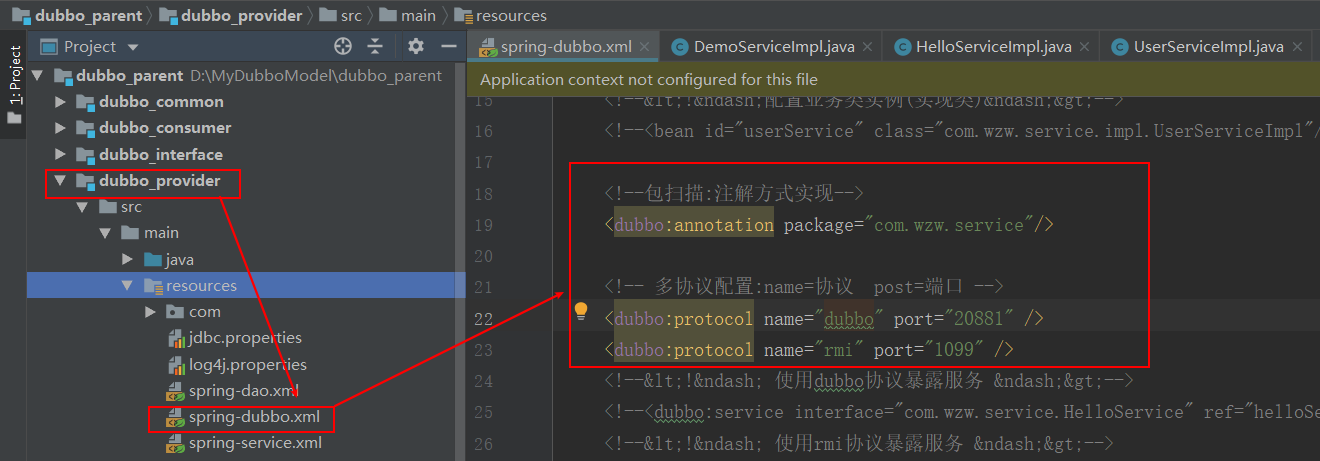 dubbo_parent dubbo_provider src main resources
1: Project
Project
dubbo_parent D:\MyDubboModel\dubbo_parent
dubbo_common
dubbo_consumer
dubbo_interface
dubbo_provider
src
main
java
resources
com
jdbc.properties
log4j.properties
spring-dao.xml
spring-dubbo.xml
spring-service.xml
spring-dubbo.xml DemoServiceImpl.java HelloServiceImpl.java UserServiceImpl.java
Application context not configured for this file
15 <!--&lt;!&ndash;配置业务类实例(实现类)&ndash;&gt;-->
16 <!--<bean id="userService" class="com.wzw.service.impl.UserServiceImpl"/
17
18 <!--包扫描:注解方式实现-->
19 <dubbo:annotation package="com.wzw.service"/>
20
21 <!-- 多协议配置:name=协议 post=端口 -->
22 <dubbo:protocol name="dubbo" port="20881" />
23 <dubbo:protocol name="rmi" port="1099" />
24 <!--&lt;!&ndash; 使用dubbo协议暴露服务 &ndash;&gt;-->
25 <!--<dubbo:service interface="com.wzw.service.HelloService" ref="helloSe
26 <!--&lt;!&ndash; 使用rmi协议暴露服务 &ndash;&gt;-->